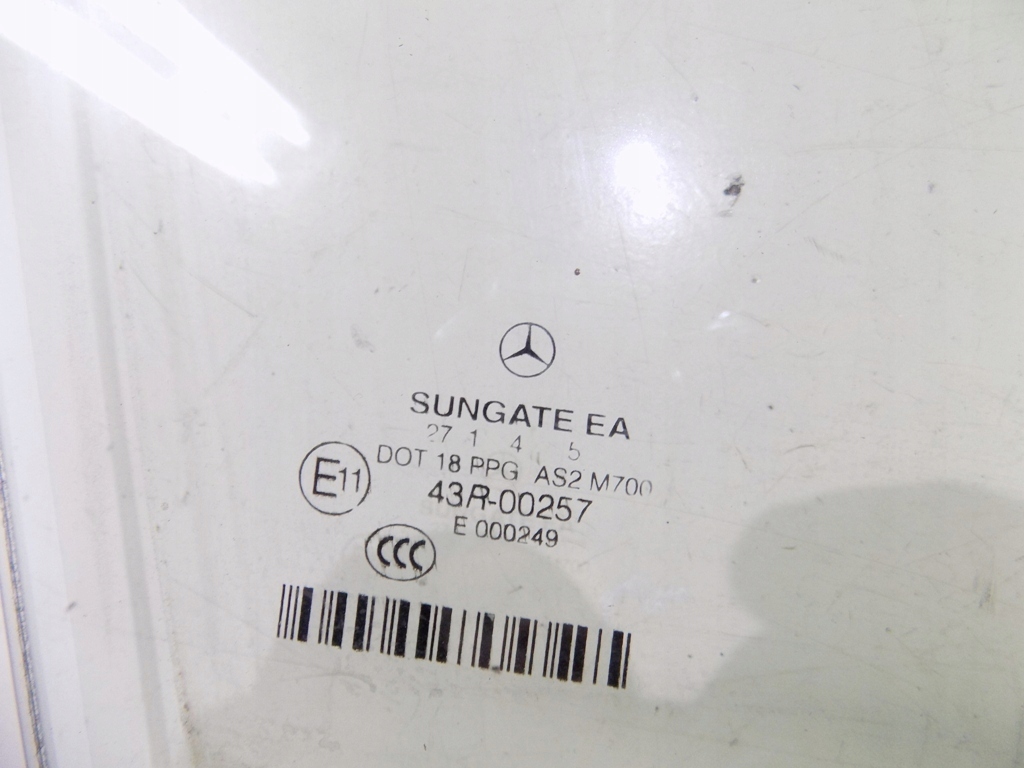 SUNGATE EA
27 1 4 5
DOT 18 PPG AS2 M700
E11
43R-00257
E 000249
CCC